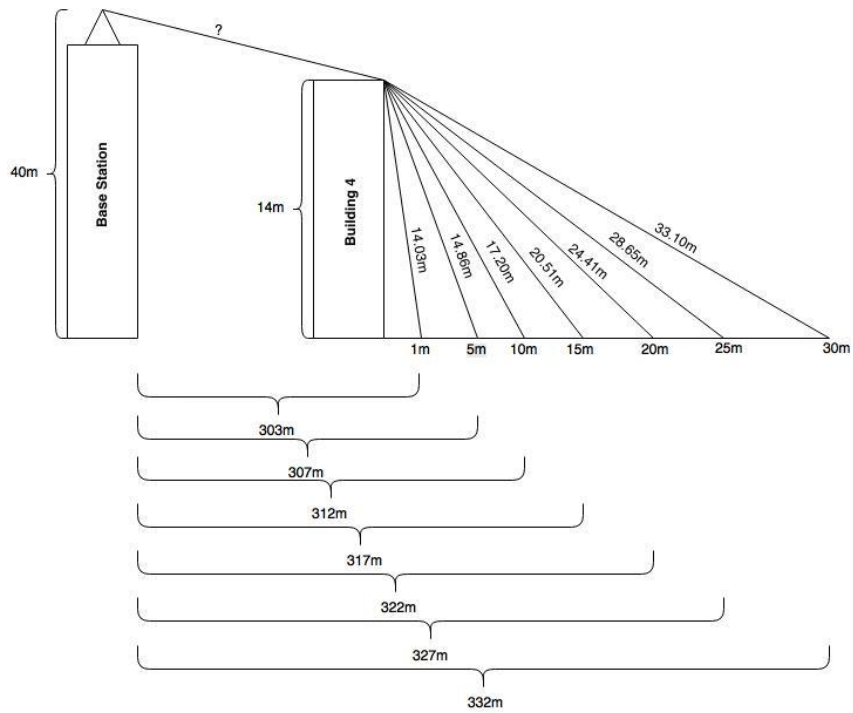 ?
40m
Base Station
14m
Building 4
14.03m
14.86m
17.20m
20.51m
24.41m
28.65m
33.10m
1m
5m
10m
15m
20m
25m
30m
303m
307m
312m
317m
322m
327m
332m